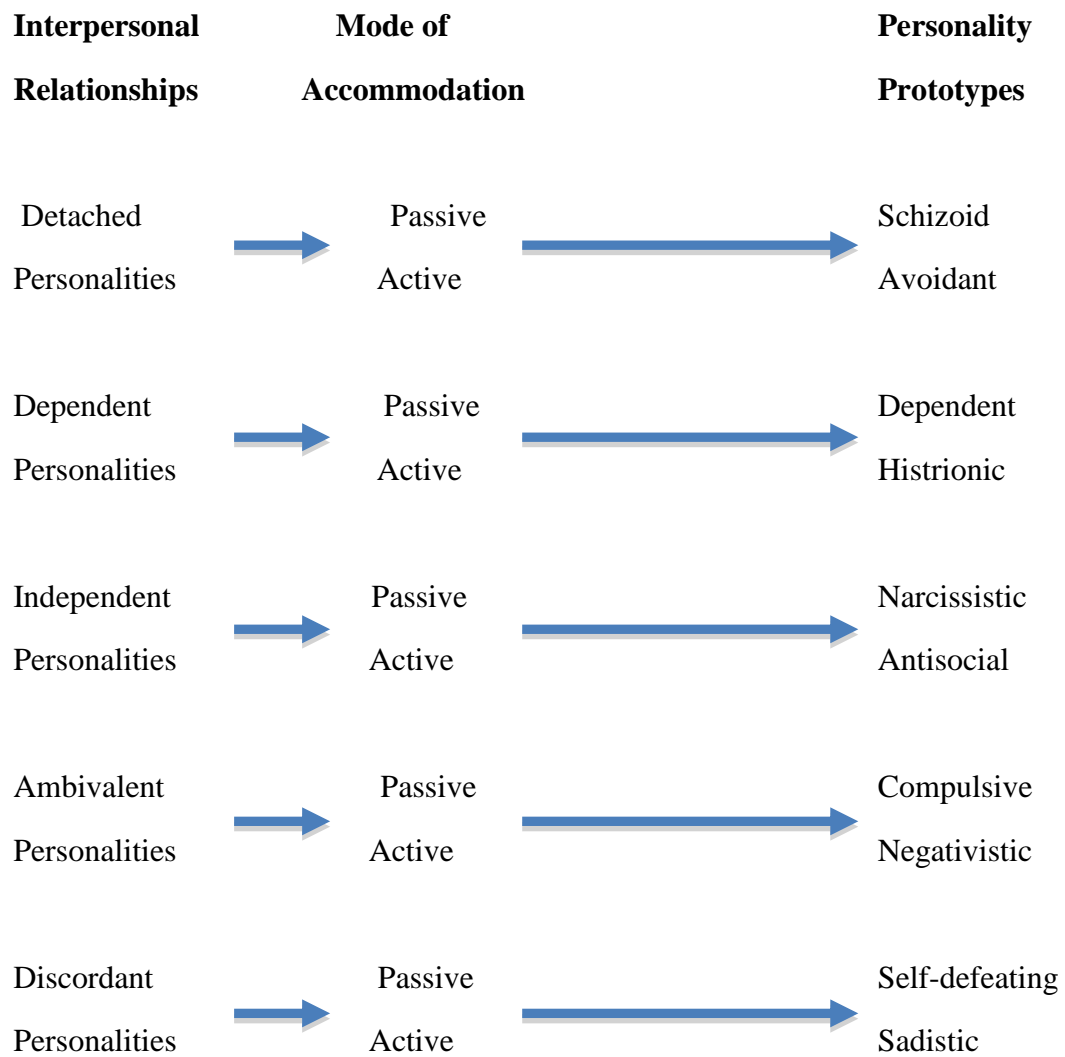 Interpersonal Mode of Personality
Relationships Accommodation Prototypes
Detached Passive Schizoid
Personalities Active Avoidant
Dependent Passive Dependent
Personalities Active Histrionic
Independent Passive Narcissistic
Personalities Active Antisocial
Ambivalent Passive Compulsive
Personalities Active Negativistic
Discordant Passive Self-defeating
Personalities Active Sadistic